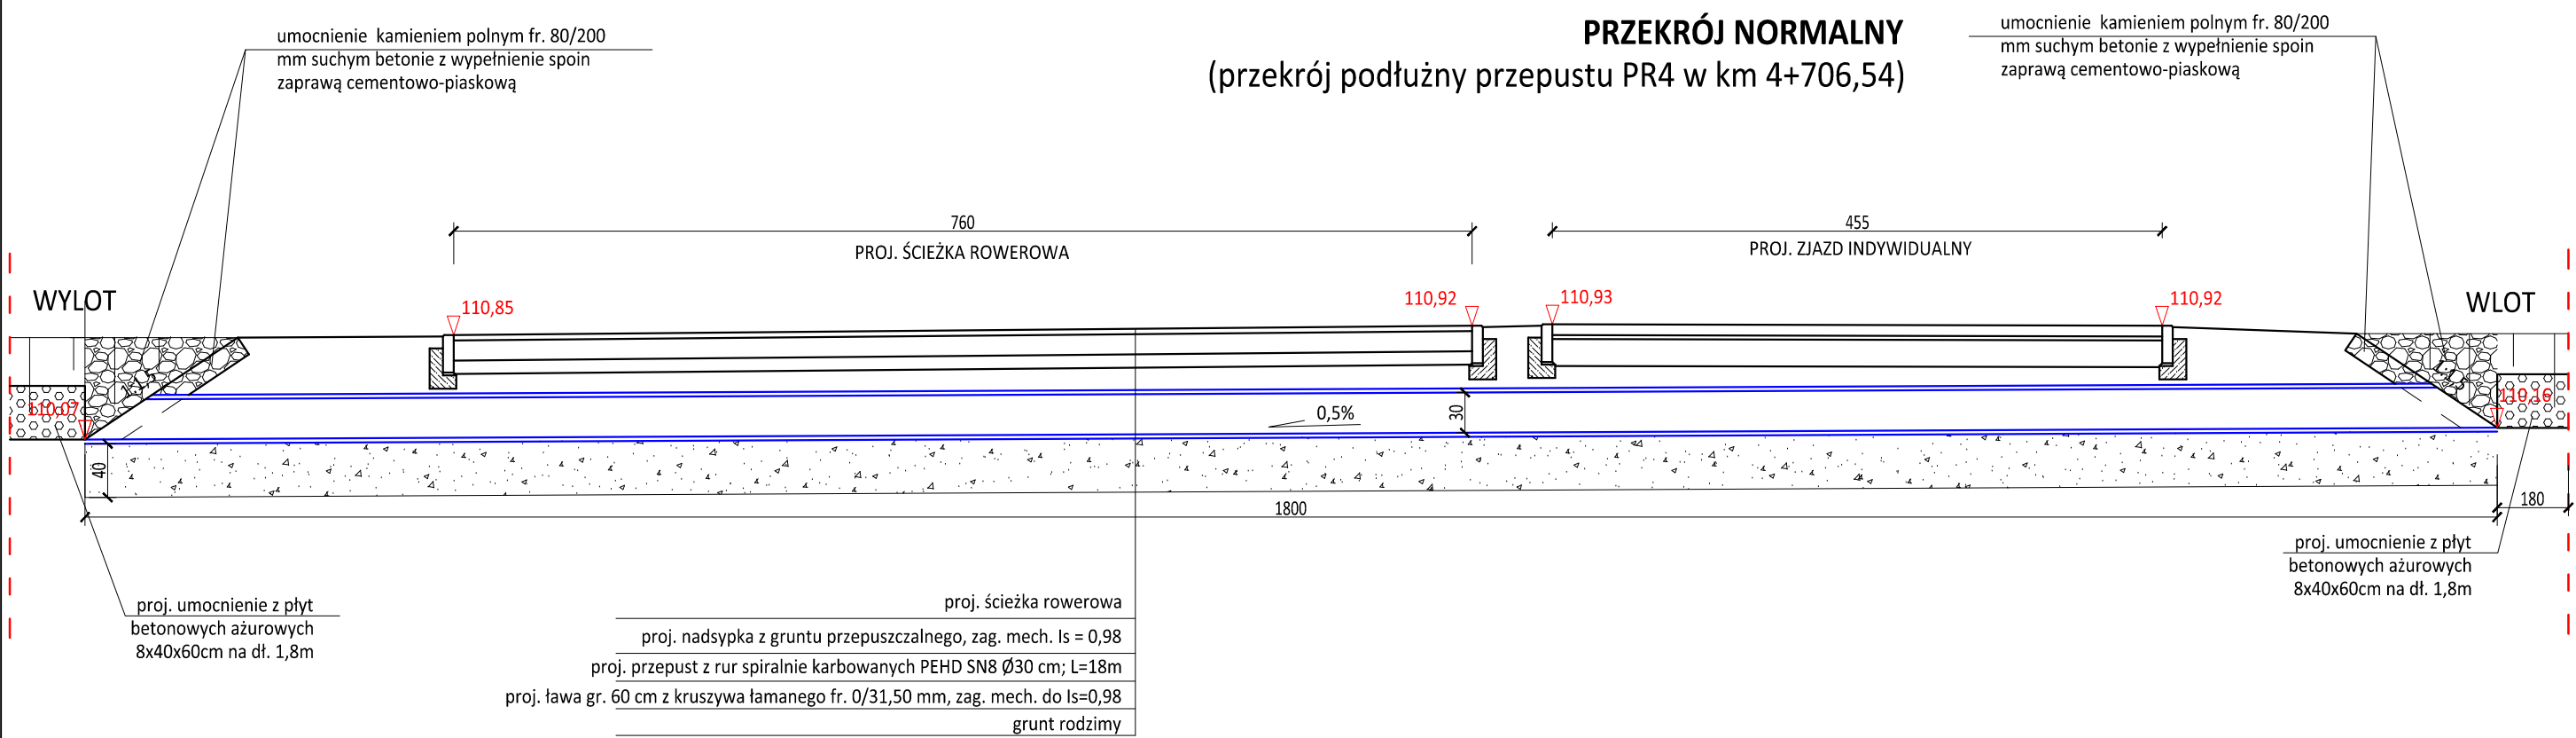 umocnienie kamieniem polnym fr. 80/200
mm suchym betonie z wypełnienie spoin
zaprawą cementowo-piaskową
PRZEKRÓJ NORMALNY
(przekrój podłużny przepustu PR4 w km 4+706,54)
umocnienie kamieniem polnym fr. 80/200
mm suchym betonie z wypełnienie spoin
zaprawą cementowo-piaskową
760
PROJ. ŚCIEŻKA ROWEROWA
455
PROJ. ZJAZD INDYWIDUALNY
WYLOT
110,85
110,92
110,93
110,92
WLOT
110,07
110,16
0,5%
30
40
1800
180
proj. umocnienie z płyt
betonowych ażurowych
8x40x60cm na dł. 1,8m
proj. umocnienie z płyt
betonowych ażurowych
8x40x60cm na dł. 1,8m
proj. ścieżka rowerowa
proj. nadsypka z gruntu przepuszczalnego, zag. mech. Is = 0,98
proj. przepust z rur spiralnie karbowanych PEHD SN8 Ø30 cm; L=18m
proj. ława gr. 60 cm z kruszywa łamanego fr. 0/31,50 mm, zag. mech. do Is=0,98
grunt rodzimy